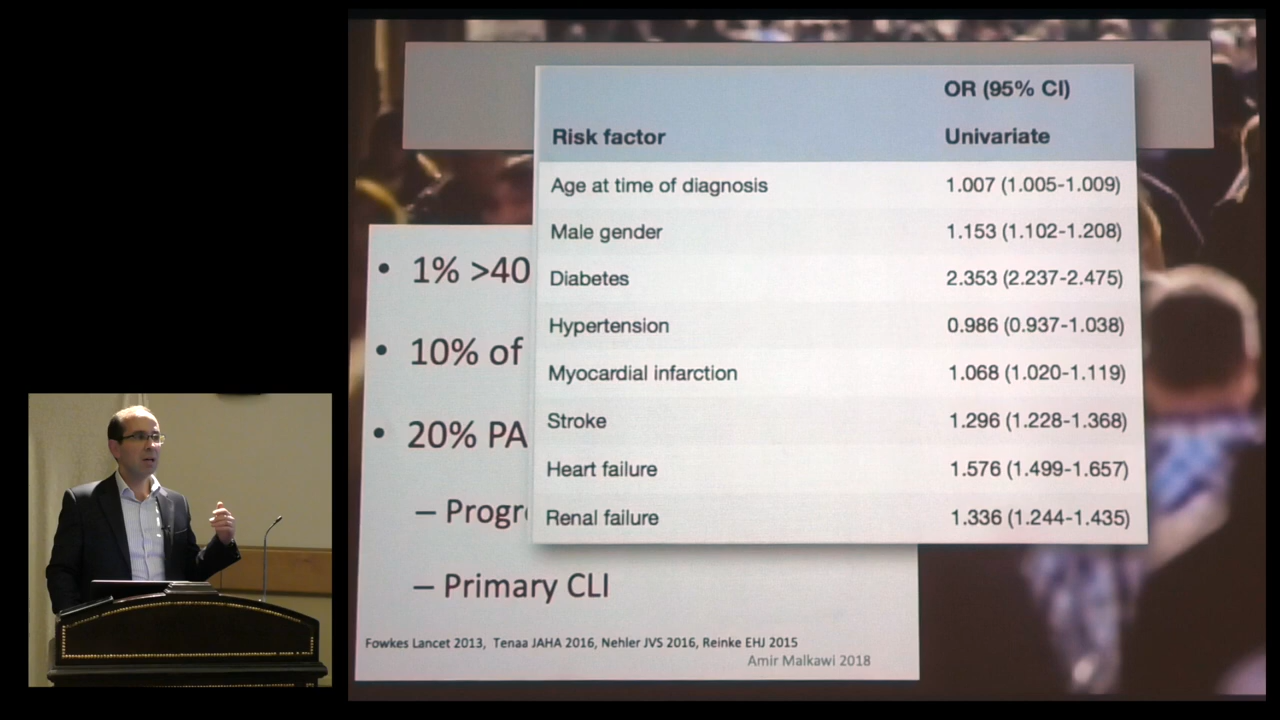 OR (95% CI)
Risk factor Univariate
Age at time of diagnosis 1.007 (1.005-1.009)
Male gender 1.153 (1.102-1.208)
Diabetes 2.353 (2.237-2.475)
Hypertension 0.986 (0.937-1.038)
Myocardial infarction 1.068 (1.020-1.119)
Stroke 1.296 (1.228-1.368)
Heart failure 1.576 (1.499-1.657)
Renal failure 1.336 (1.244-1.435)
• 1% >40
• 10% of
• 20% PA
– Progr
– Primary CLI
Fowkes Lancet 2013, Tenaa JAHA 2016, Nehler JVS 2016, Reinke EHJ 2015
Amir Malkawi 2018